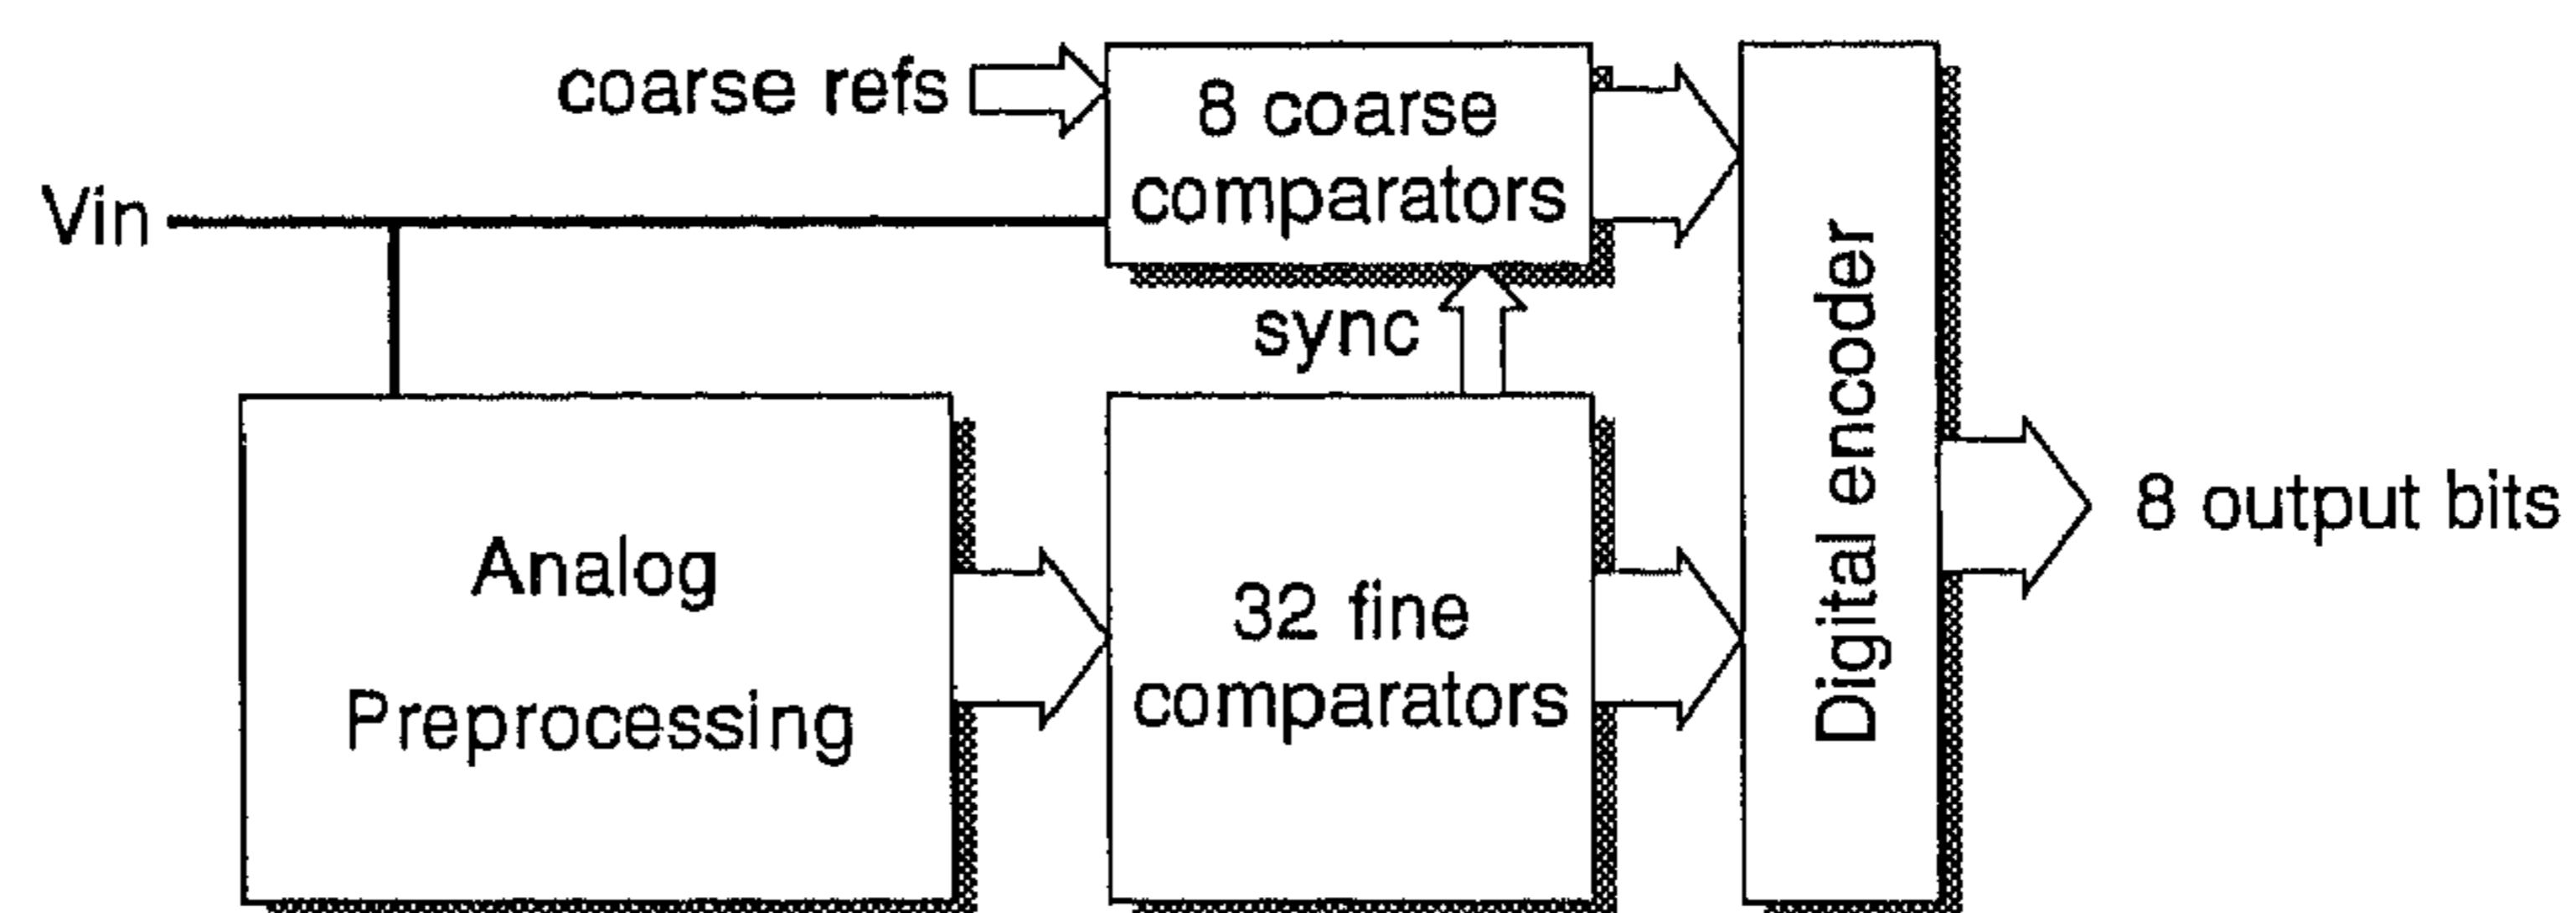 coarse refs
8 coarse
comparators
Vin
sync
Analog
Preprocessing
32 fine
comparators
Digital encoder
8 output bits